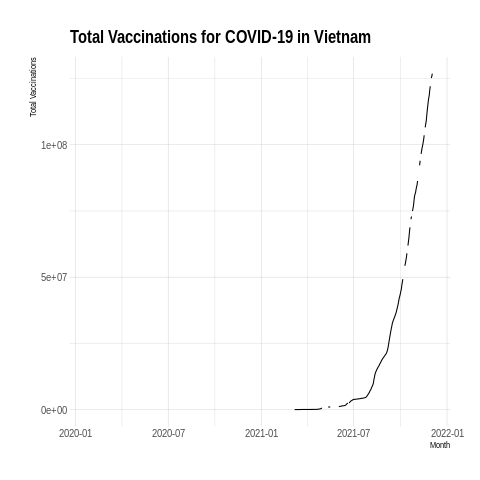 Total Vaccinations for COVID-19 in Vietnam
Total Vaccinations
1e+08
5e+07
0e+00
2020-01 2020-07 2021-01 2021-07 2022-01
Month